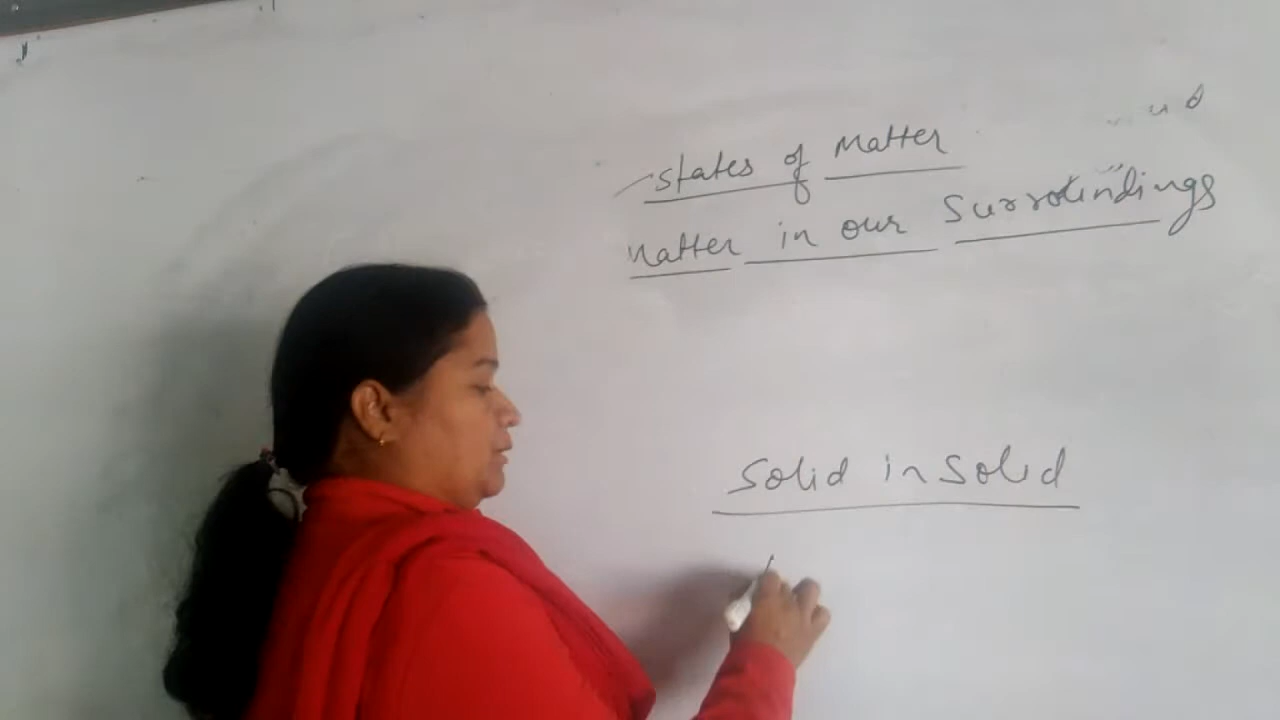 States of Matter
Matter in our Surroundings
Solid in Solid